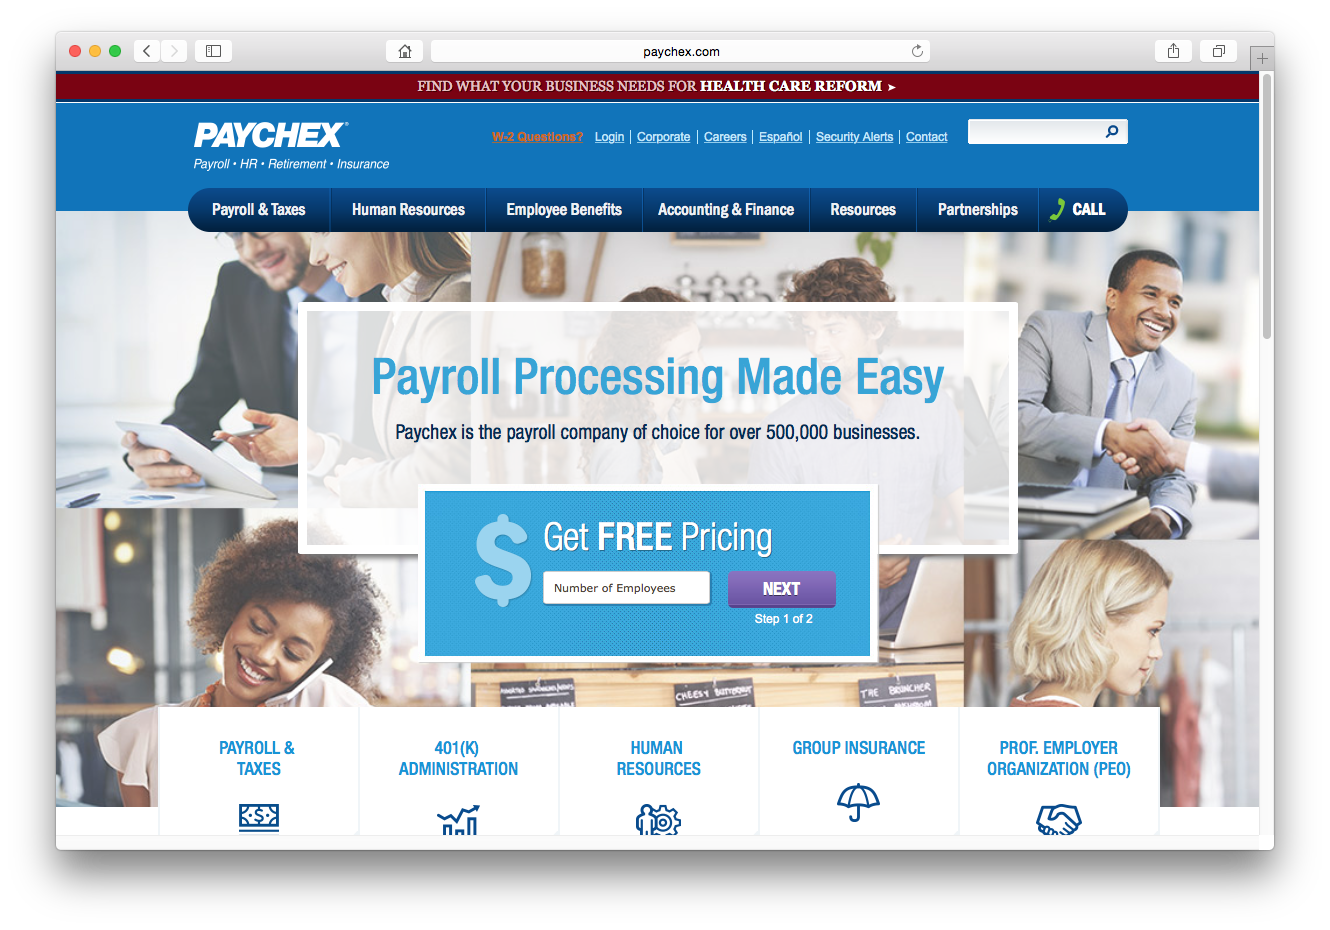 paychex.com
FIND WHAT YOUR BUSINESS NEEDS FOR HEALTH CARE REFORM ➤
PAYCHEX®
Payroll • HR • Retirement • Insurance
W-2 Questions? Login | Corporate | Careers | Español | Security Alerts | Contact
Payroll & Taxes Human Resources Employee Benefits Accounting & Finance Resources Partnerships CALL
Payroll Processing Made Easy
Paychex is the payroll company of choice for over 500,000 businesses.
$
Get FREE Pricing
Number of Employees NEXT
Step 1 of 2
CHEESY BUTTERNUT
THE BRUNCHER
PAYROLL &
TAXES
401(K)
ADMINISTRATION
HUMAN
RESOURCES
GROUP INSURANCE
PROF. EMPLOYER
ORGANIZATION (PEO)